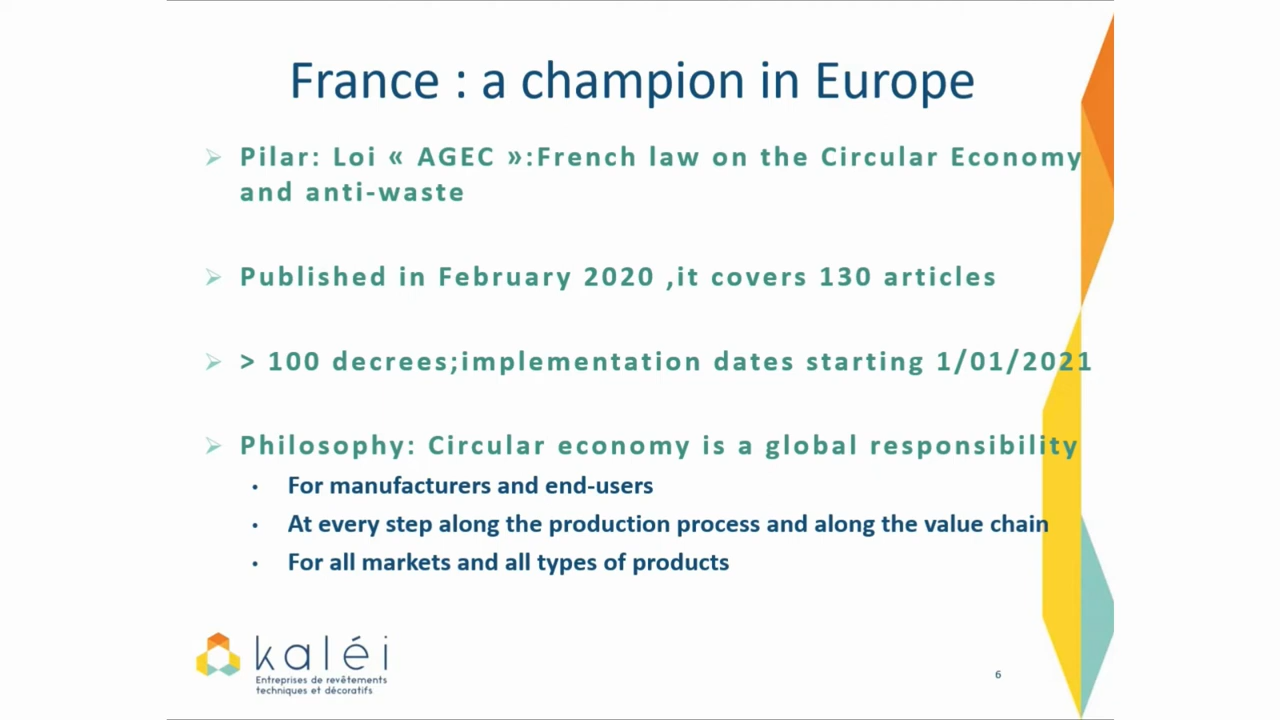 France : a champion in Europe
Pilar: Loi « AGEC »:French law on the Circular Economy
and anti-waste
Published in February 2020 ,it covers 130 articles
> 100 decrees;implementation dates starting 1/01/2021
Philosophy: Circular economy is a global responsibility
• For manufacturers and end-users
• At every step along the production process and along the value chain
• For all markets and all types of products
kaléi
Entreprises de revêtements
techniques et décoratifs
6